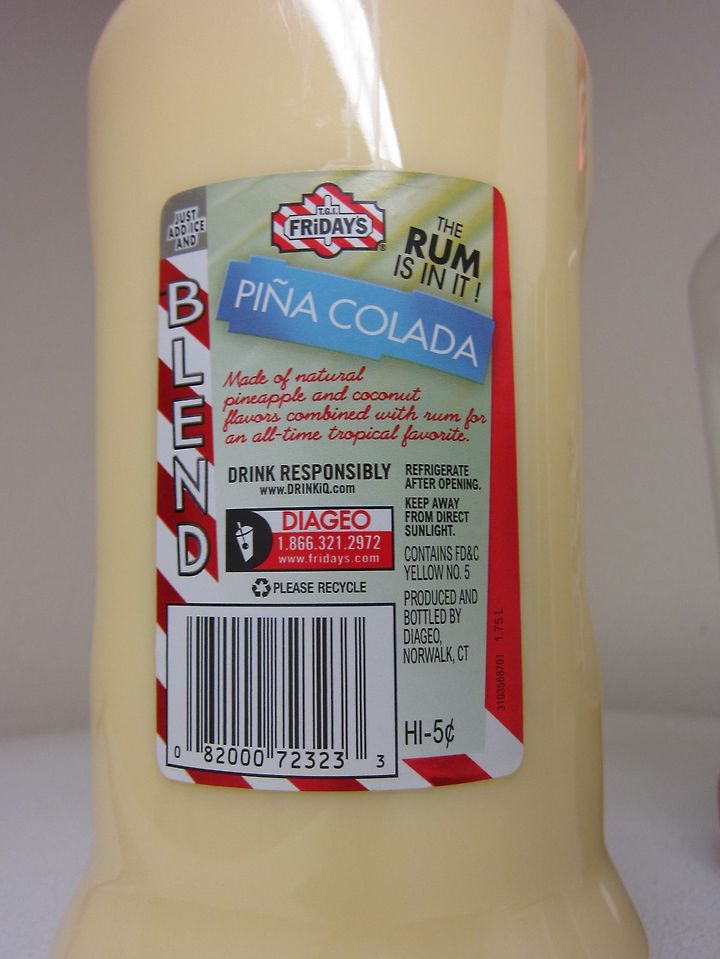 JUST
ADD ICE
AND
BLEND
T.G.I.
FRiDAY'S
®
THE
RUM
IS IN IT!
PIÑA COLADA
Made of natural
pineapple and coconut
flavors combined with rum for
an all-time tropical favorite.
DRINK RESPONSIBLY
www.DRINKiQ.com
DIAGEO
1.866.321.2972
www.fridays.com
PLEASE RECYCLE
REFRIGERATE
AFTER OPENING.
KEEP AWAY
FROM DIRECT
SUNLIGHT.
CONTAINS FD&C
YELLOW NO. 5
PRODUCED AND
BOTTLED BY
DIAGEO,
NORWALK, CT
HI-5¢
3103568701 1.75 L
0 82000 72323 3